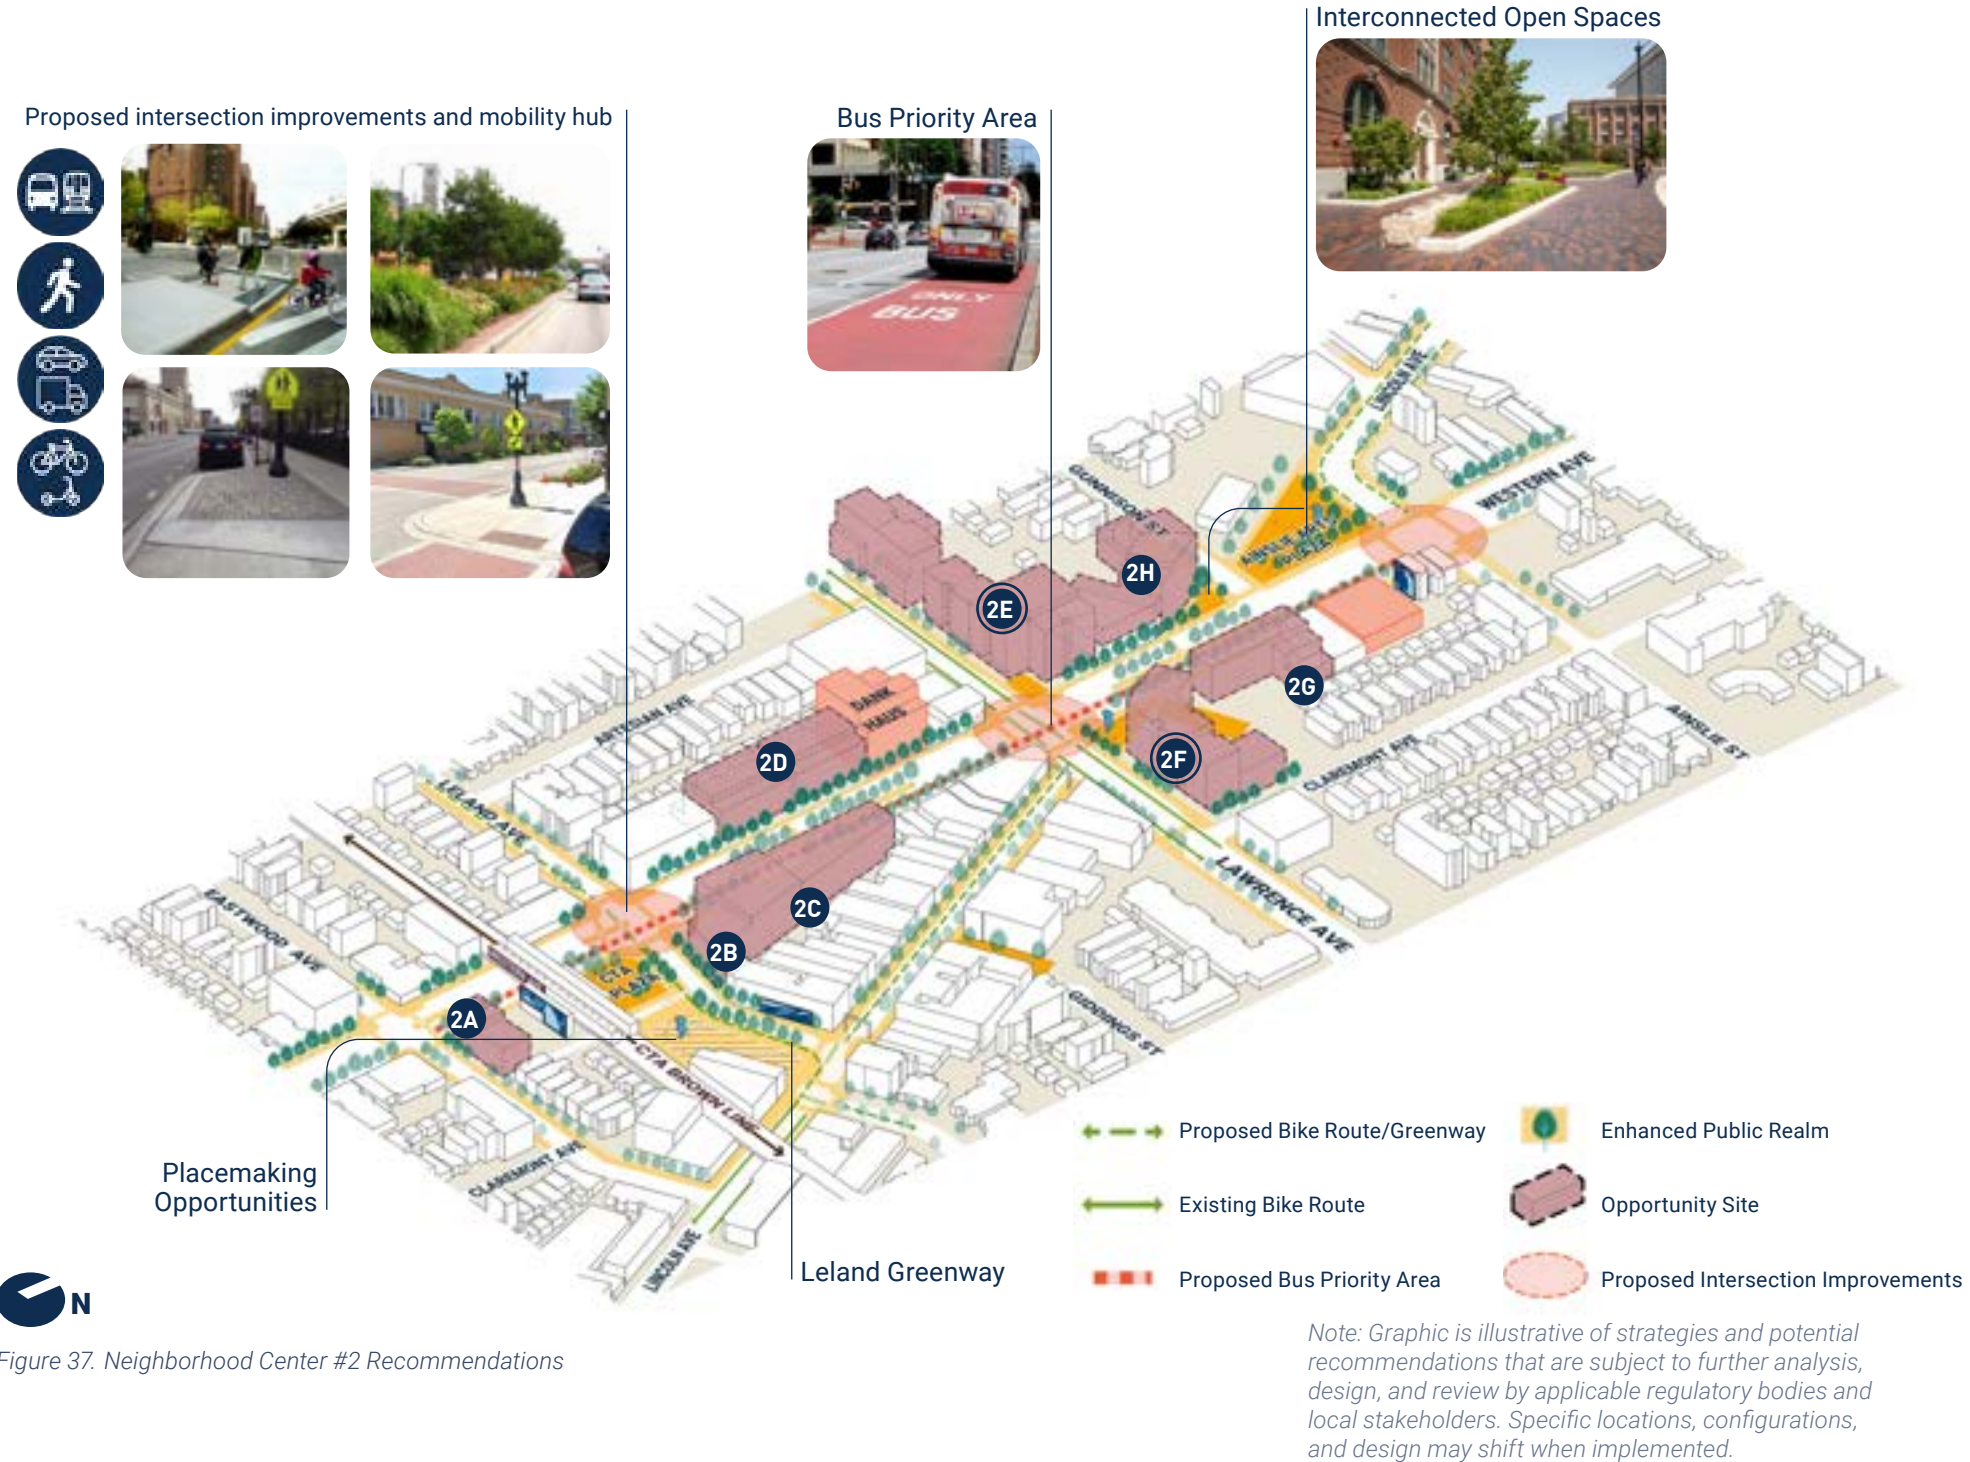 Interconnected Open Spaces
Proposed intersection improvements and mobility hub
Bus Priority Area
ONLY
BUS
LINCOLN AVE
WESTERN AVE
GUNNISON ST
AINSLIE ARTS
PLAZA
2H
2E
2G
2F
DANK
HAUS
2D
ARTESIAN AVE
LELAND AVE
CLAREMONT AVE
AINSLIE ST
LAWRENCE AVE
2C
2B
EASTWOOD AVE
CTA
PLAZA
2A
GIDDINGS ST
CTA BROWN LINE
CLAREMONT AVE
LINCOLN AVE
Placemaking
Opportunities
Leland Greenway
Proposed Bike Route/Greenway
Existing Bike Route
Proposed Bus Priority Area
Enhanced Public Realm
Opportunity Site
Proposed Intersection Improvements
N
Figure 37. Neighborhood Center #2 Recommendations
Note: Graphic is illustrative of strategies and potential
recommendations that are subject to further analysis,
design, and review by applicable regulatory bodies and
local stakeholders. Specific locations, configurations,
and design may shift when implemented.